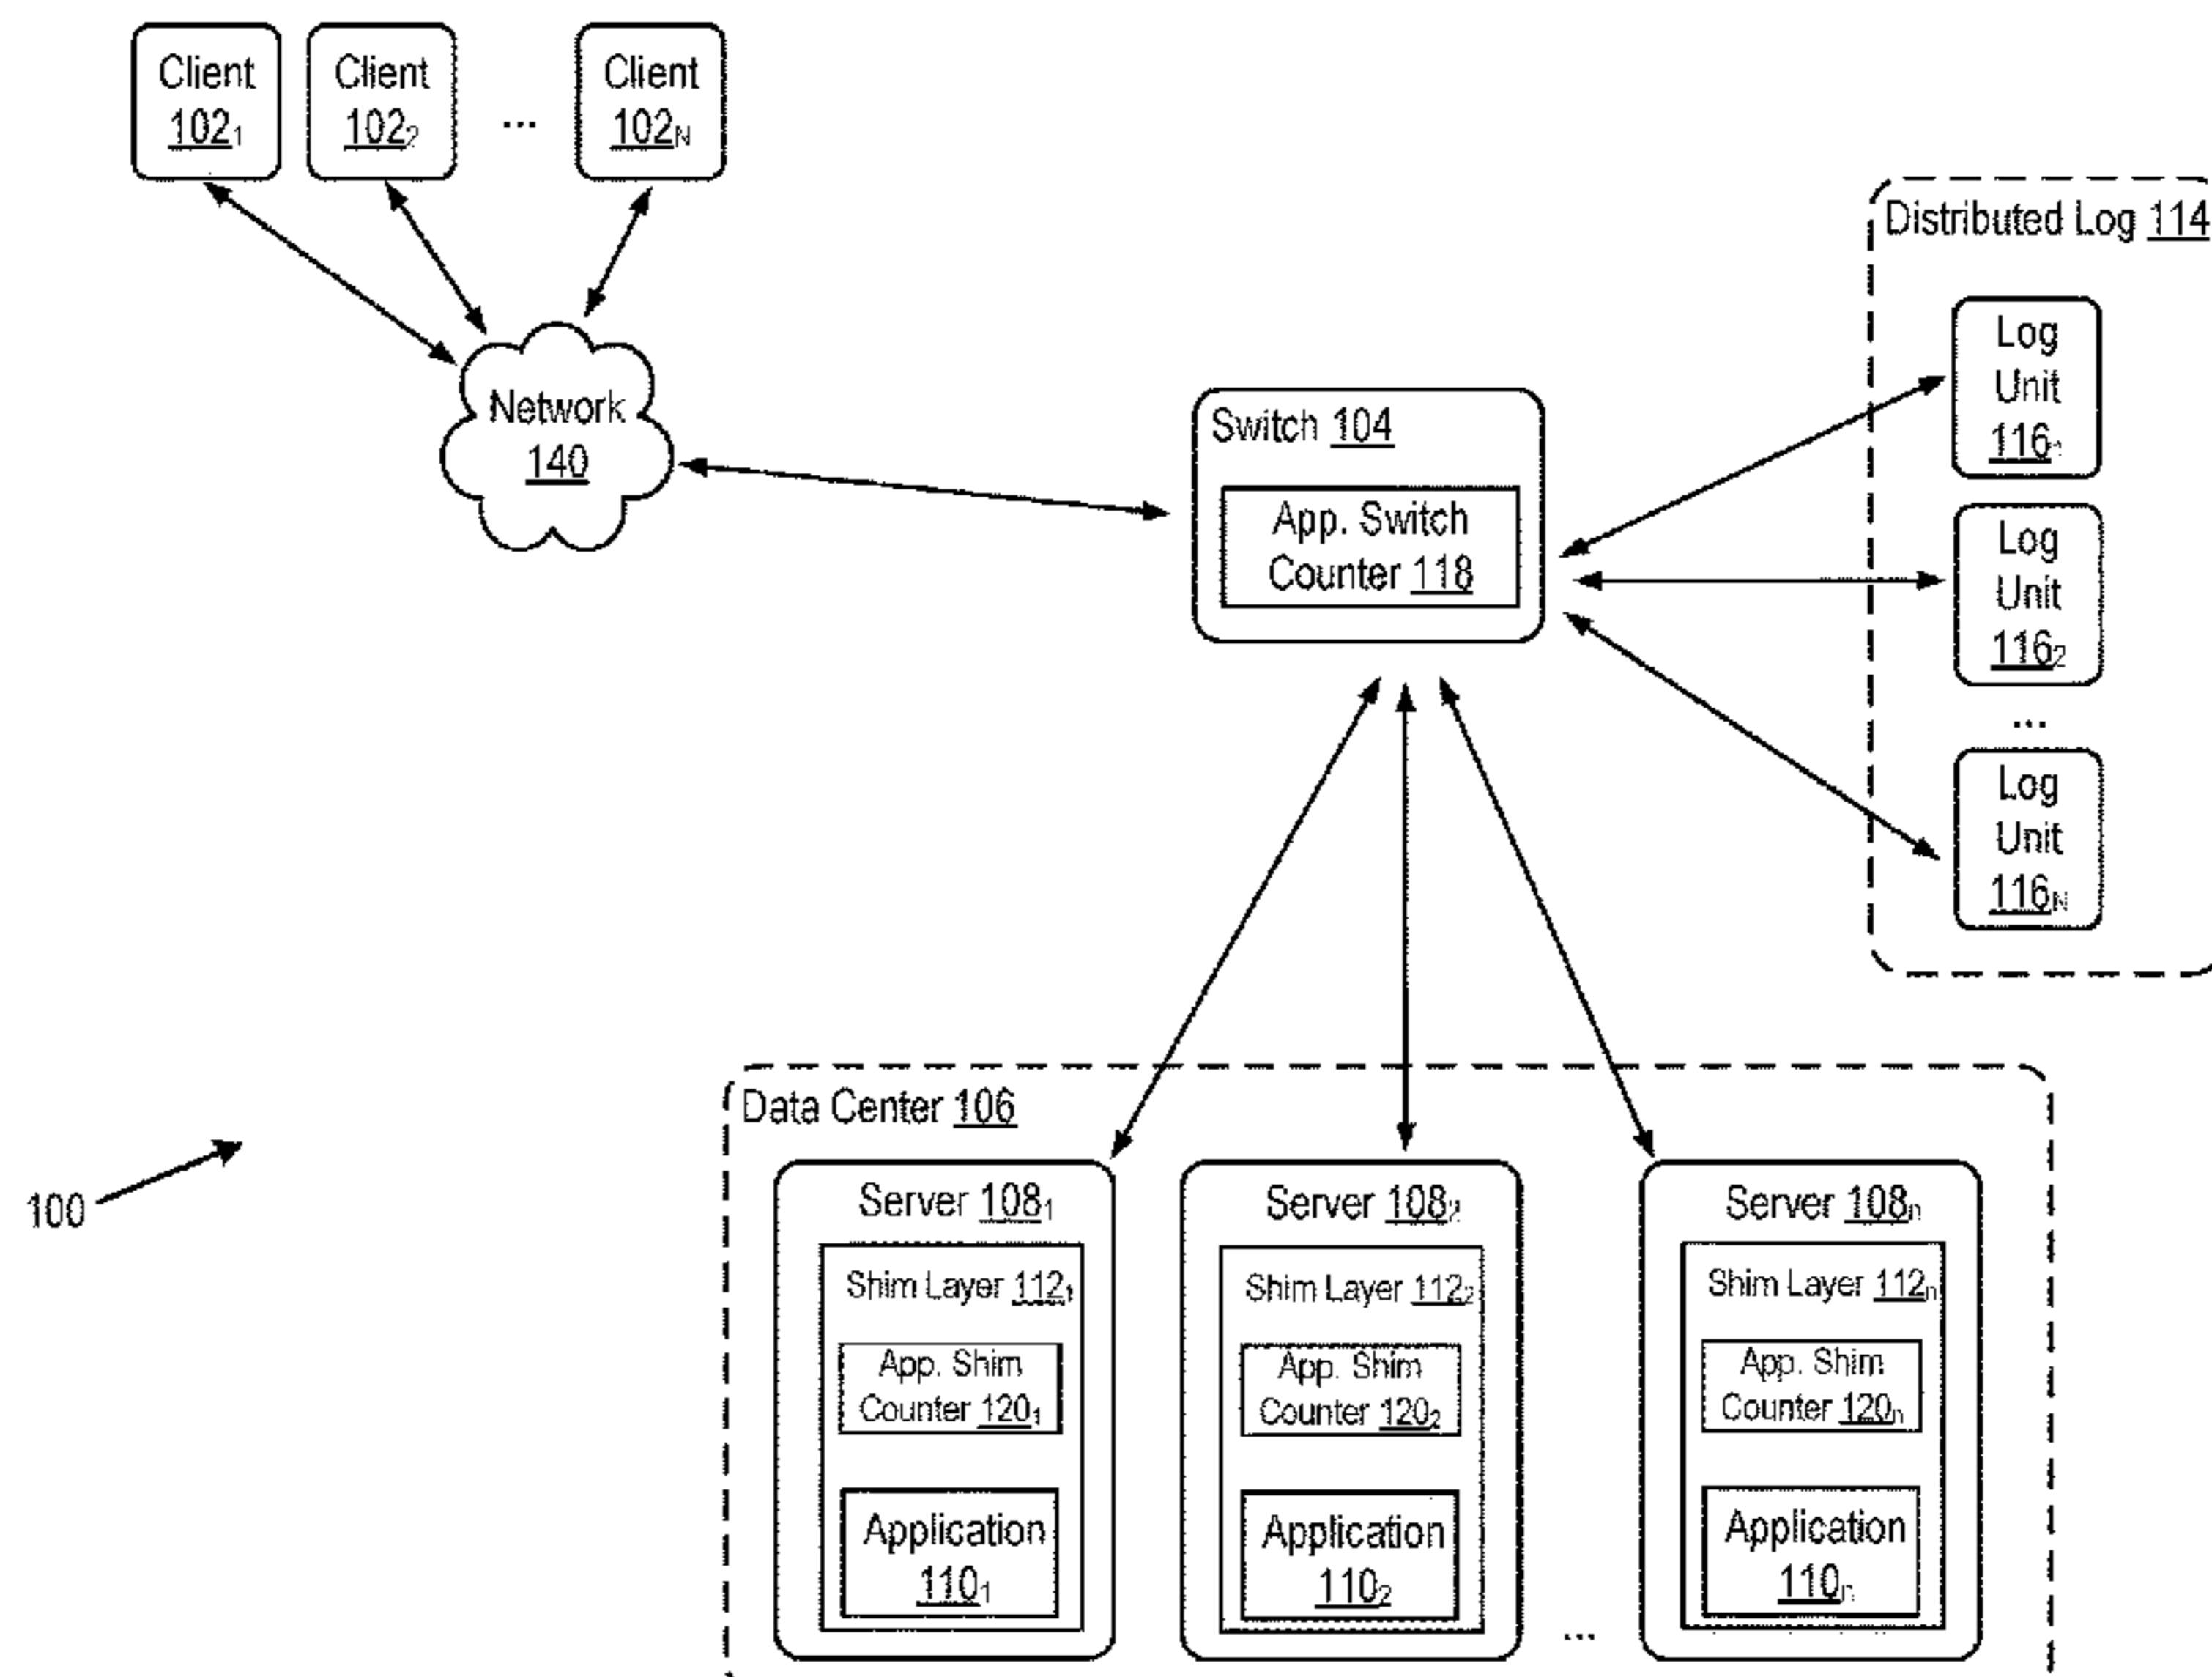 Client
102₁
Client
102₂
...
Client
102N
Network
140
Switch 104
App. Switch
Counter 118
Distributed Log 114
Log
Unit
116₁
Log
Unit
116₂
...
Log
Unit
116N
100
Data Center 106
Server 108₁
Shim Layer 112₁
App. Shim
Counter 120₁
Application
110₁
Server 108₂
Shim Layer 112₂
App. Shim
Counter 120₂
Application
110₂
...
Server 108ₙ
Shim Layer 112ₙ
App. Shim
Counter 120ₙ
Application
110ₙ